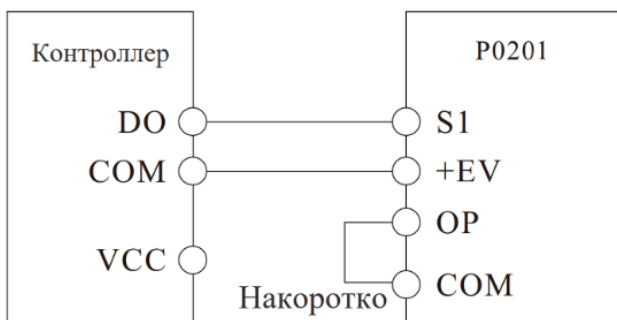 Контроллер
P0201
DO
S1
COM
+EV
OP
VCC
Накоротко
COM